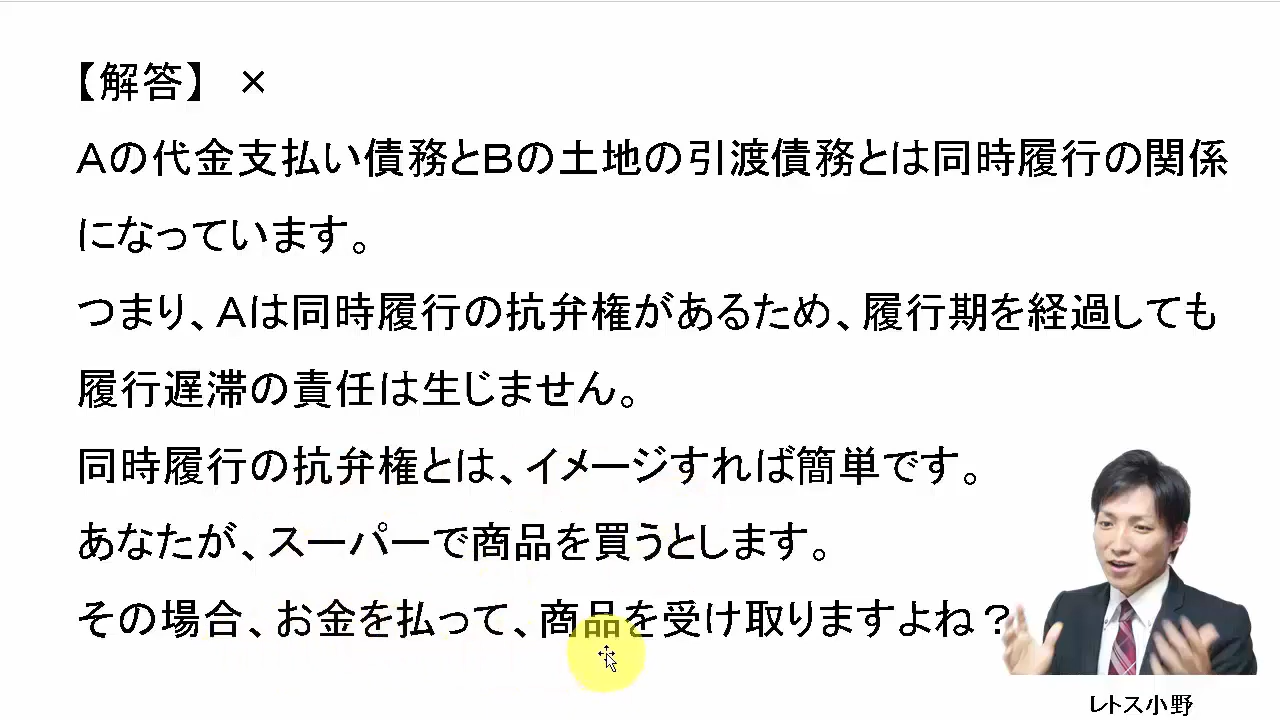 【解答】 ×
Aの代金支払い債務とBの土地の引渡債務とは同時履行の関係
になっています。
つまり、Aは同時履行の抗弁権があるため、履行期を経過しても
履行遅滞の責任は生じません。
同時履行の抗弁権とは、イメージすれば簡単です。
あなたが、スーパーで商品を買うとします。
その場合、お金を払って、商品を受け取りますよね？
レトス小野